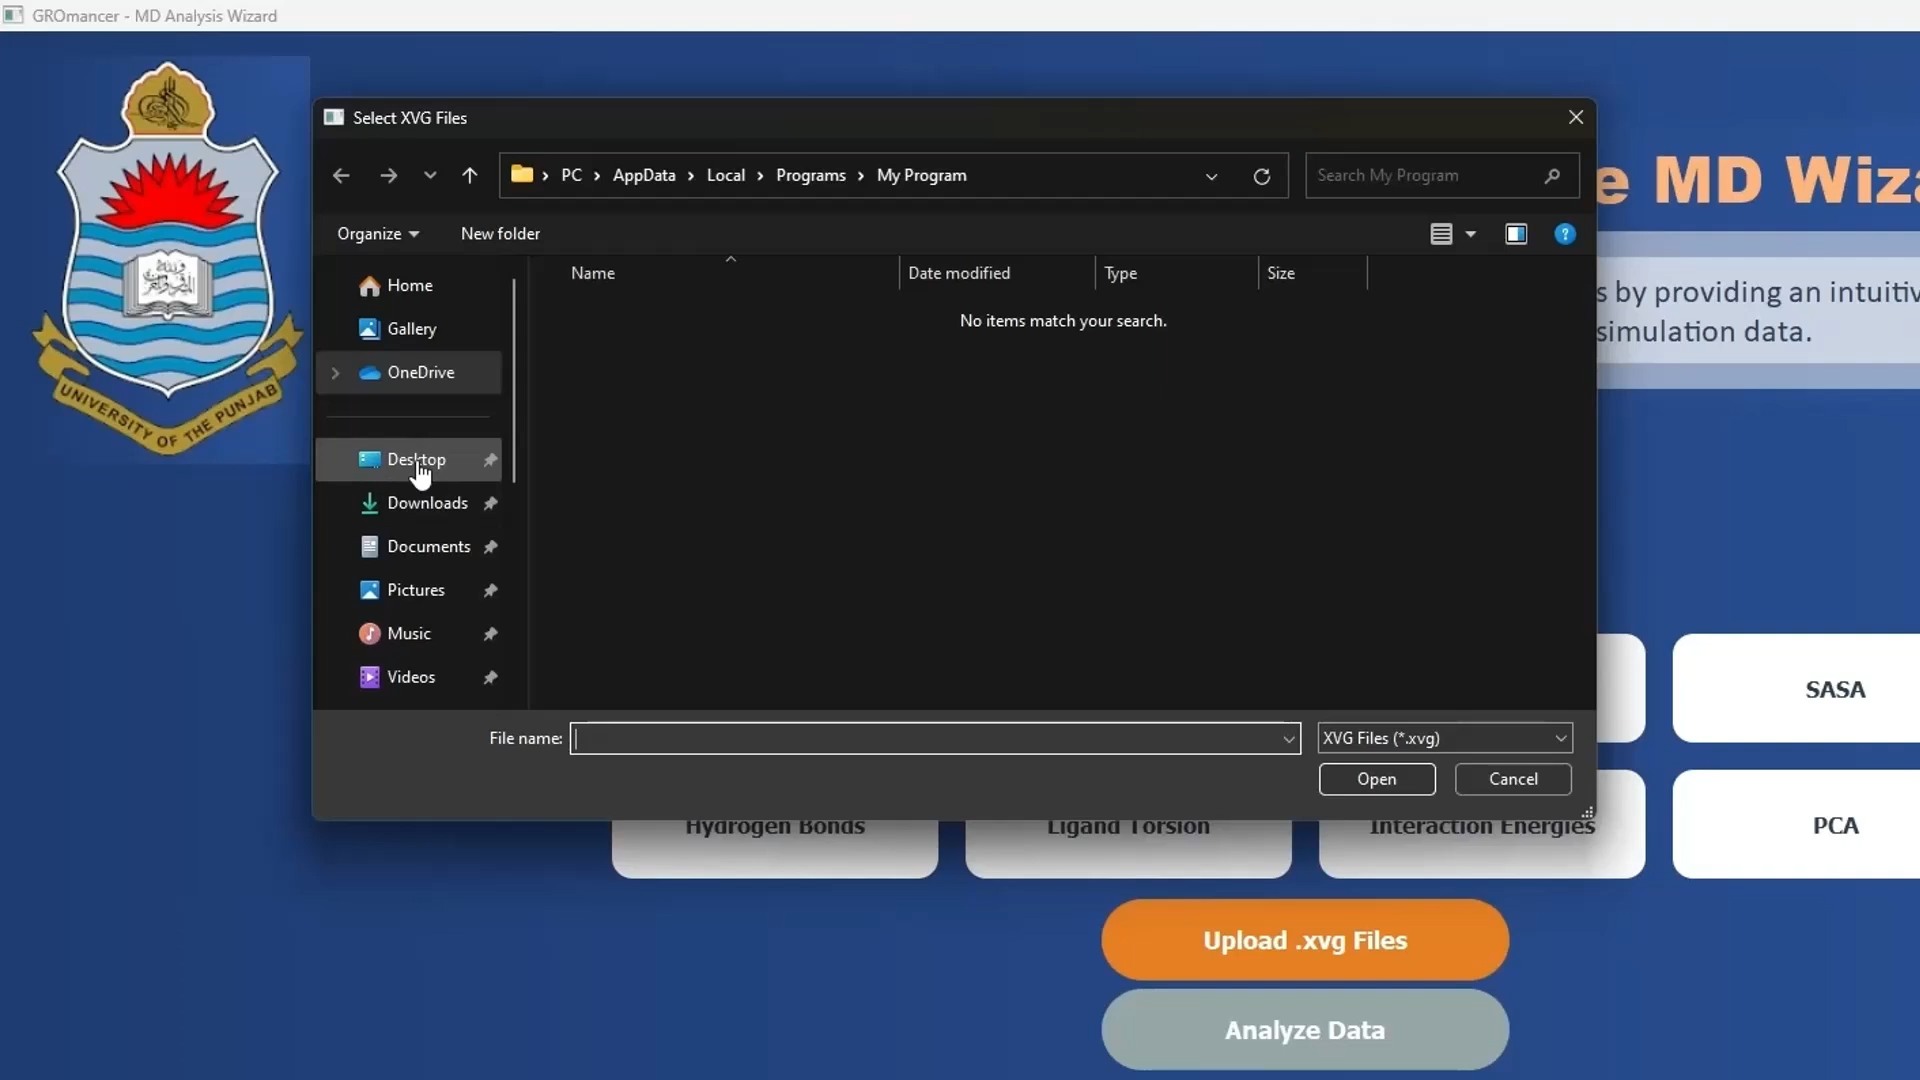 GROmancer - MD Analysis Wizard
UNIVERSITY OF THE PUNJAB
Select XVG Files
PC › AppData › Local › Programs › My Program
Search My Program
Organize
New folder
Name
Date modified
Type
Size
No items match your search.
Home
Gallery
OneDrive
Desktop
Downloads
Documents
Pictures
Music
Videos
File name:
XVG Files (*.xvg)
Open
Cancel
e MD Wiza
s by providing an intuitiv
simulation data.
SASA
Hydrogen Bonds
Ligand Torsion
Interaction Energies
PCA
Upload .xvg Files
Analyze Data